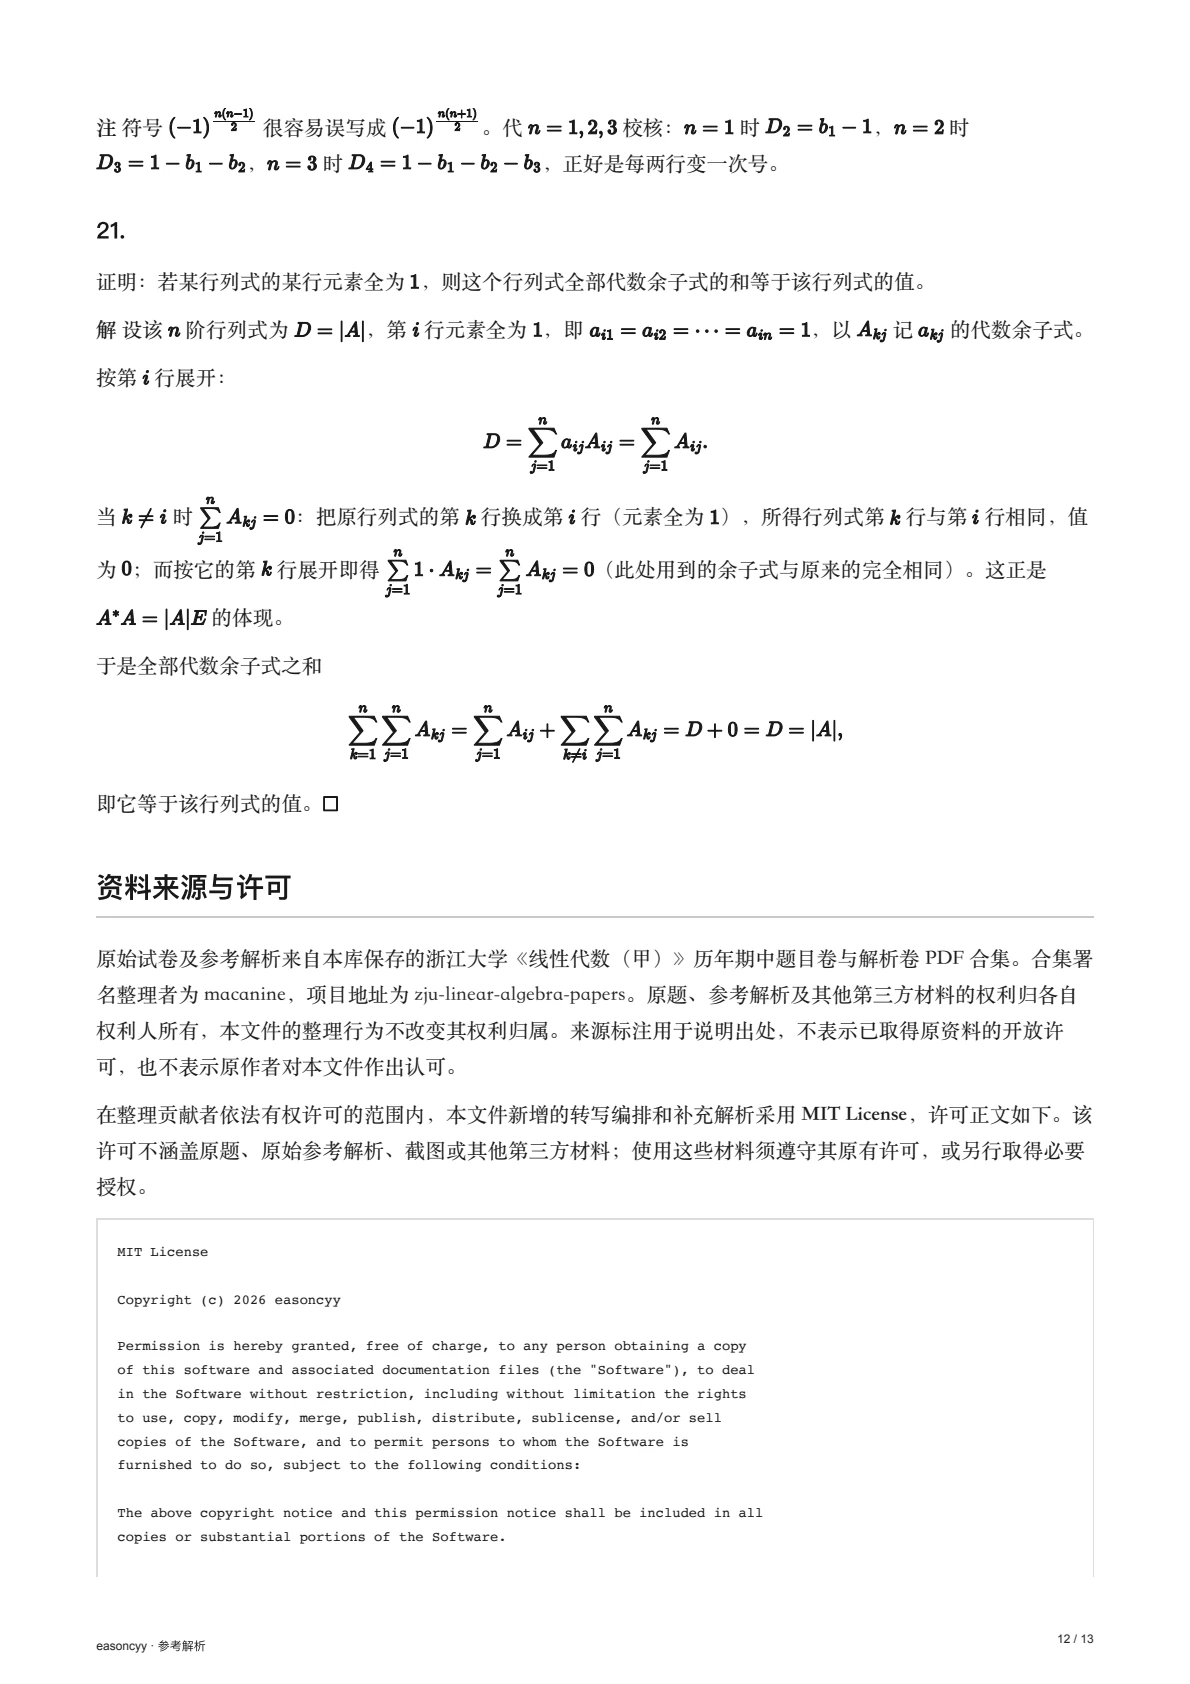 注 符号 $(-1)^{\frac{n(n-1)}{2}}$ 很容易误写成 $(-1)^{\frac{n(n+1)}{2}}$。代 $n=1,2,3$ 校核：$n=1$ 时 $D_2=b_1-1$，$n=2$ 时
$D_3=1-b_1-b_2$，$n=3$ 时 $D_4=1-b_1-b_2-b_3$，正好是每两行变一次号。
21.
证明：若某行列式的某行元素全为 1，则这个行列式全部代数余子式的和等于该行列式的值。
解 设该 $n$ 阶行列式为 $D=|A|$，第 $i$ 行元素全为 1，即 $a_{i1}=a_{i2}=\cdots=a_{in}=1$，以 $A_{kj}$ 记 $a_{kj}$ 的代数余子式。
按第 $i$ 行展开：
$D=\sum_{j=1}^{n}a_{ij}A_{ij}=\sum_{j=1}^{n}A_{ij}.$
当 $k\neq i$ 时 $\sum_{j=1}^{n}A_{kj}=0$：把原行列式的第 $k$ 行换成第 $i$ 行（元素全为 1），所得行列式第 $k$ 行与第 $i$ 行相同，值
为 0；而按它的第 $k$ 行展开即得 $\sum_{j=1}^{n}1\cdot A_{kj}=\sum_{j=1}^{n}A_{kj}=0$（此处用到的余子式与原来的完全相同）。这正是
$A^*A=|A|E$ 的体现。
于是全部代数余子式之和
$\sum_{k=1}^{n}\sum_{j=1}^{n}A_{kj}=\sum_{j=1}^{n}A_{ij}+\sum_{k\neq i}\sum_{j=1}^{n}A_{kj}=D+0=D=|A|,$
即它等于该行列式的值。□
资料来源与许可
原始试卷及参考解析来自本库保存的浙江大学《线性代数（甲）》历年期中题目卷与解析卷 PDF 合集。合集署
名整理者为 macanine，项目地址为 zju-linear-algebra-papers。原题、参考解析及其他第三方材料的权利归各自
权利人所有，本文件的整理行为不改变其权利归属。来源标注用于说明出处，不表示已取得原资料的开放许
可，也不表示原作者对本文件作出认可。
在整理贡献者依法有权许可的范围内，本文件新增的转写编排和补充解析采用 MIT License，许可正文如下。该
许可不涵盖原题、原始参考解析、截图或其他第三方材料；使用这些材料须遵守其原有许可，或另行取得必要
授权。
MIT License
Copyright (c) 2026 easoncyy
Permission is hereby granted, free of charge, to any person obtaining a copy
of this software and associated documentation files (the "Software"), to deal
in the Software without restriction, including without limitation the rights
to use, copy, modify, merge, publish, distribute, sublicense, and/or sell
copies of the Software, and to permit persons to whom the Software is
furnished to do so, subject to the following conditions:
The above copyright notice and this permission notice shall be included in all
copies or substantial portions of the Software.
easoncyy · 参考解析
12 / 13